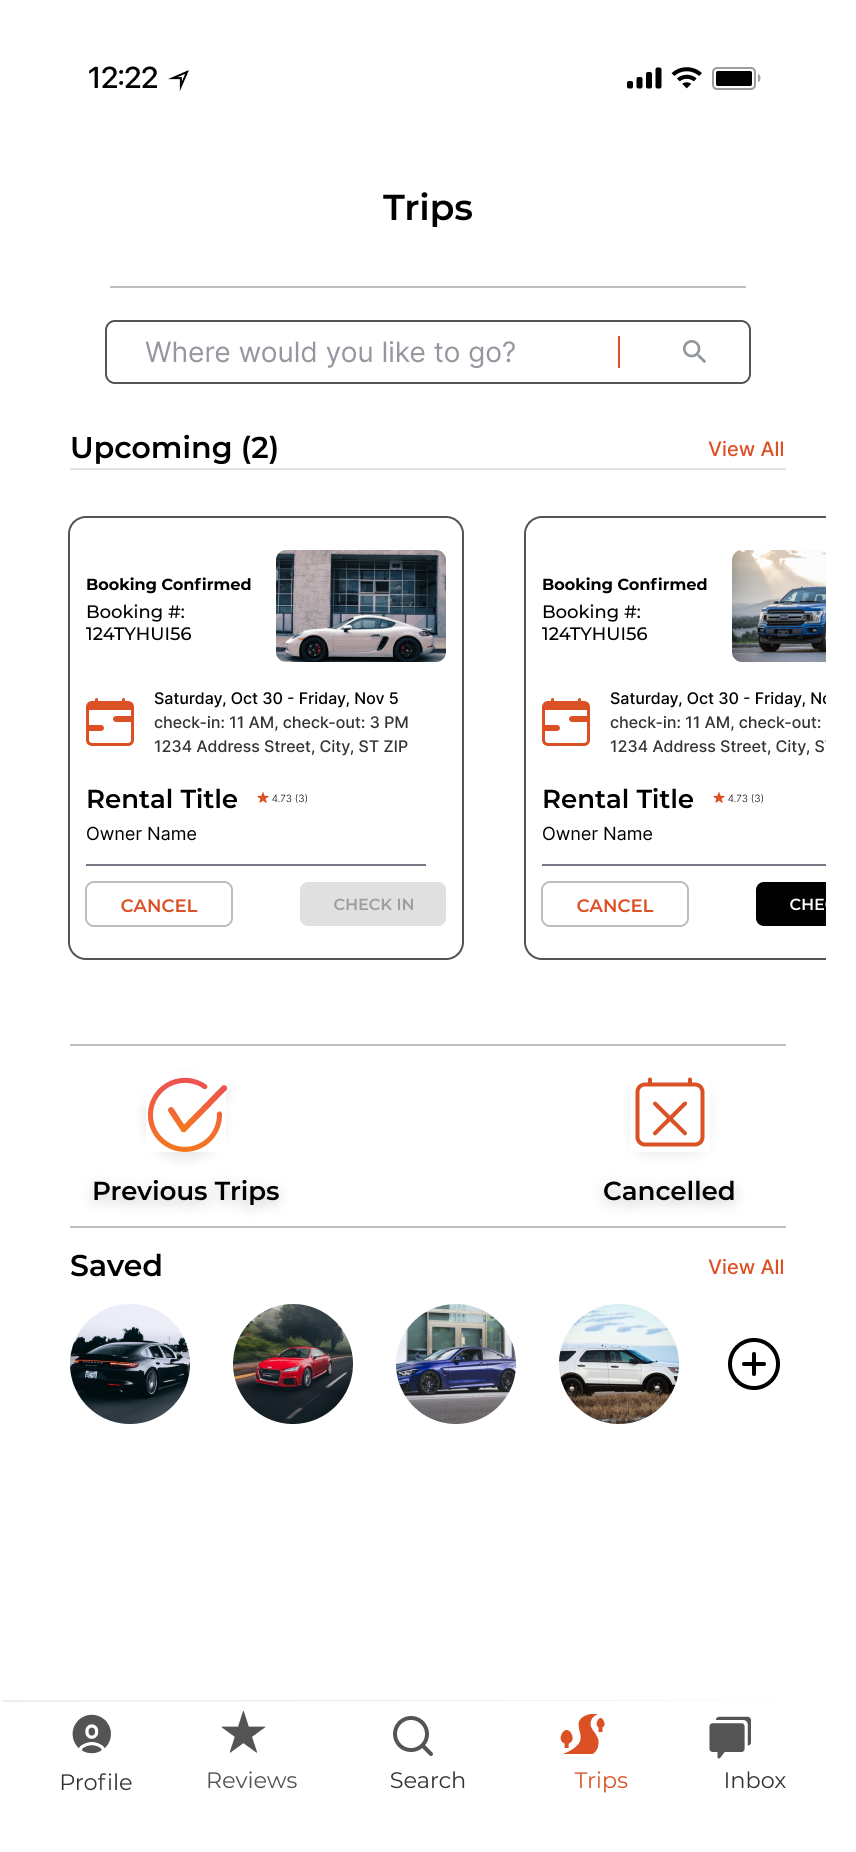 12:22
Trips
Where would you like to go?
Upcoming (2)
View All
Booking Confirmed
Booking #:
124TYHUI56
Saturday, Oct 30 - Friday, Nov 5
check-in: 11 AM, check-out: 3 PM
1234 Address Street, City, ST ZIP
Rental Title
4.73 (3)
Owner Name
CANCEL
CHECK IN
Booking Confirmed
Booking #:
124TYHUI56
Saturday, Oct 30 - Friday, No
check-in: 11 AM, check-out:
1234 Address Street, City, S
Rental Title
4.73 (3)
Owner Name
CANCEL
CHE
Previous Trips
Cancelled
Saved
View All
Profile
Reviews
Search
Trips
Inbox